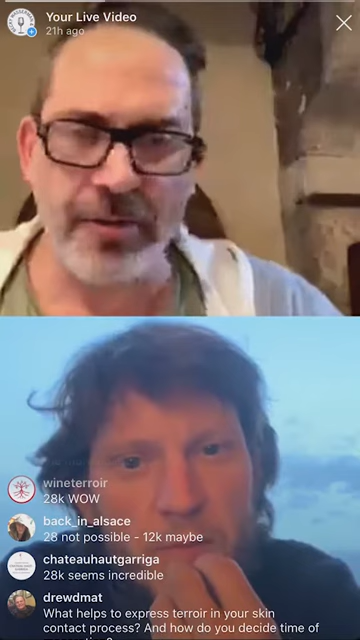 Your Live Video
21h ago
wineterroir
28k WOW
back_in_alsace
28 not possible - 12k maybe
chateauhautgarriga
28k seems incredible
drewdmat
What helps to express terroir in your skin
contact process? And how do you decide time of